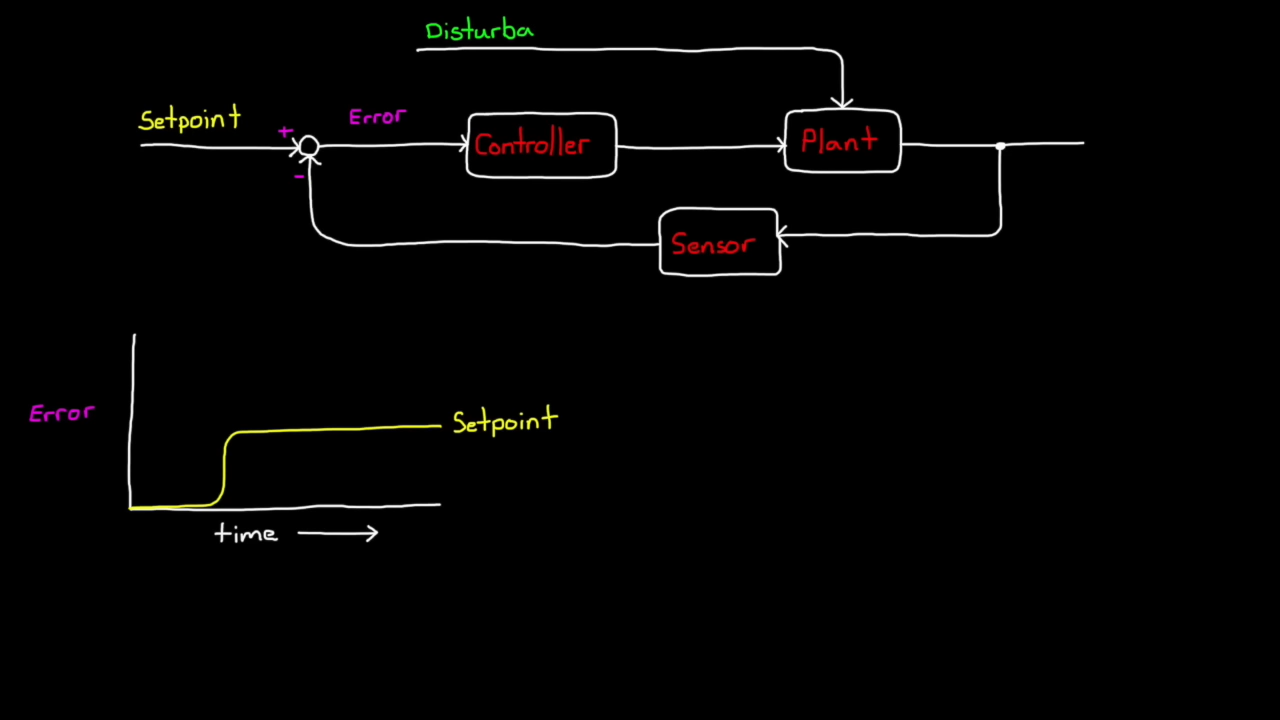 Disturba
Setpoint
+
Error
Controller
Plant
-
Sensor
Error
Setpoint
time